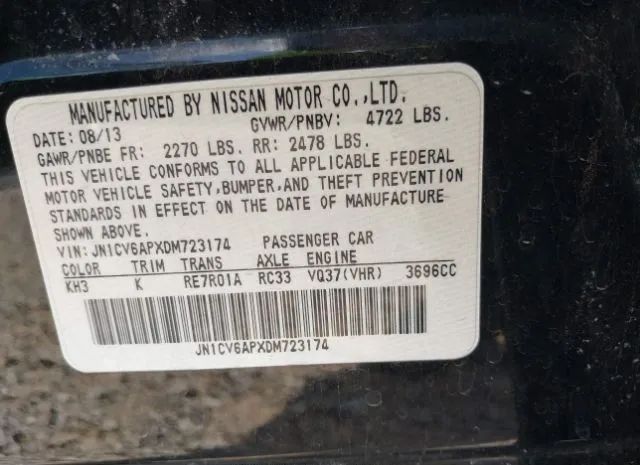 MANUFACTURED BY NISSAN MOTOR CO.,LTD.
DATE: 08/13 GVWR/PNBV: 4722 LBS.
GAWR/PNBE FR: 2270 LBS. RR: 2478 LBS.
THIS VEHICLE CONFORMS TO ALL APPLICABLE FEDERAL
MOTOR VEHICLE SAFETY,BUMPER,AND THEFT PREVENTION
STANDARDS IN EFFECT ON THE DATE OF MANUFACTURE
SHOWN ABOVE.
VIN: JN1CV6APXDM723174 PASSENGER CAR
COLOR TRIM TRANS AXLE ENGINE
KH3 K RE7R01A RC33 VQ37(VHR) 3696CC
JN1CV6APXDM723174